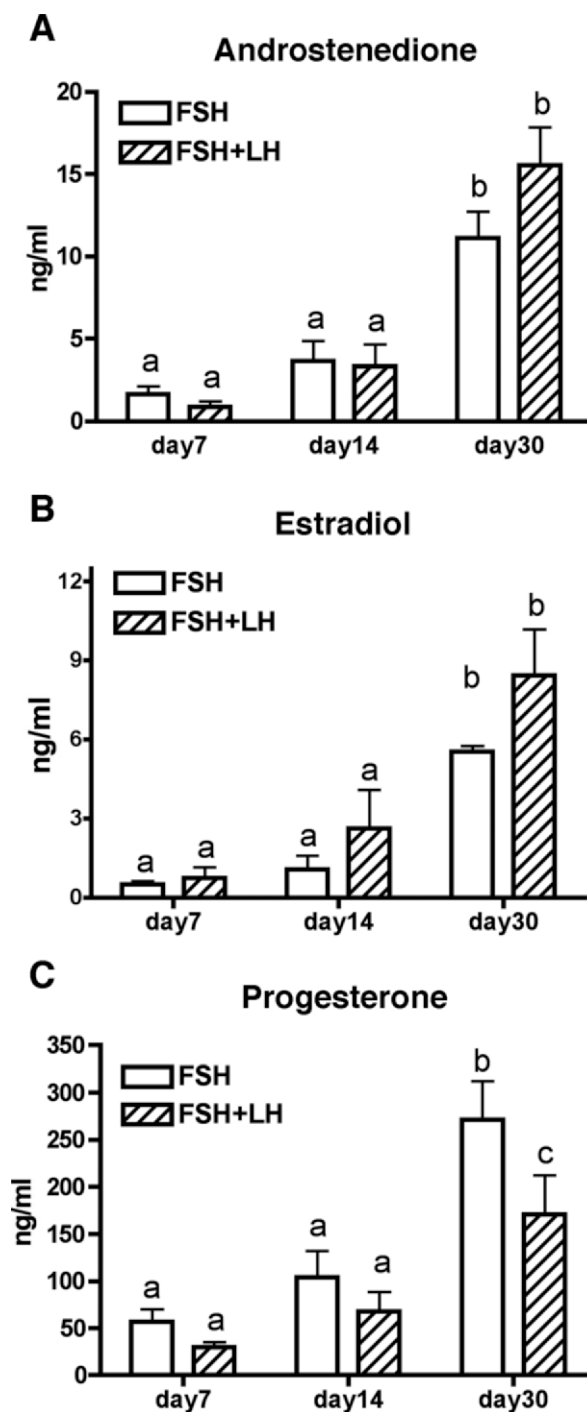 A
Androstenedione
20
15
10
5
0
ng/ml
FSH
FSH+LH
a
a
a
a
b
b
day7 day14 day30
B
Estradiol
12
9
6
3
0
ng/ml
FSH
FSH+LH
a
a
a
a
b
b
day7 day14 day30
C
Progesterone
350
300
250
200
150
100
50
0
ng/ml
FSH
FSH+LH
a
a
a
a
b
c
day7 day14 day30